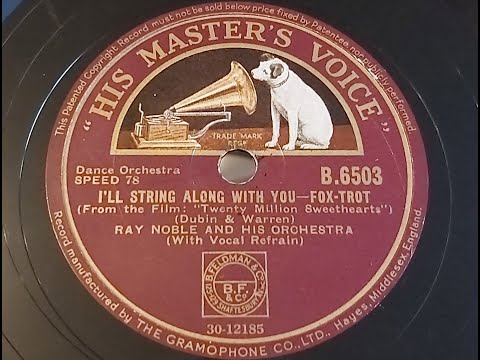 This Patented Copyright Record must not be sold below price fixed by Patentee, nor publicly performed.
"HIS MASTER'S VOICE"
TRADE MARK
REGD
Dance Orchestra
SPEED 78
B.6503
I'LL STRING ALONG WITH YOU—FOX-TROT
(From the Film: "Twenty Million Sweethearts")
(Dubin & Warren)
RAY NOBLE AND HIS ORCHESTRA
(With Vocal Refrain)
B. FELDMAN & Co
B.F.
& Co
SHAFTESBURY
30-12185
Record manufactured by THE GRAMOPHONE CO., LTD., Hayes, Middlesex, England.